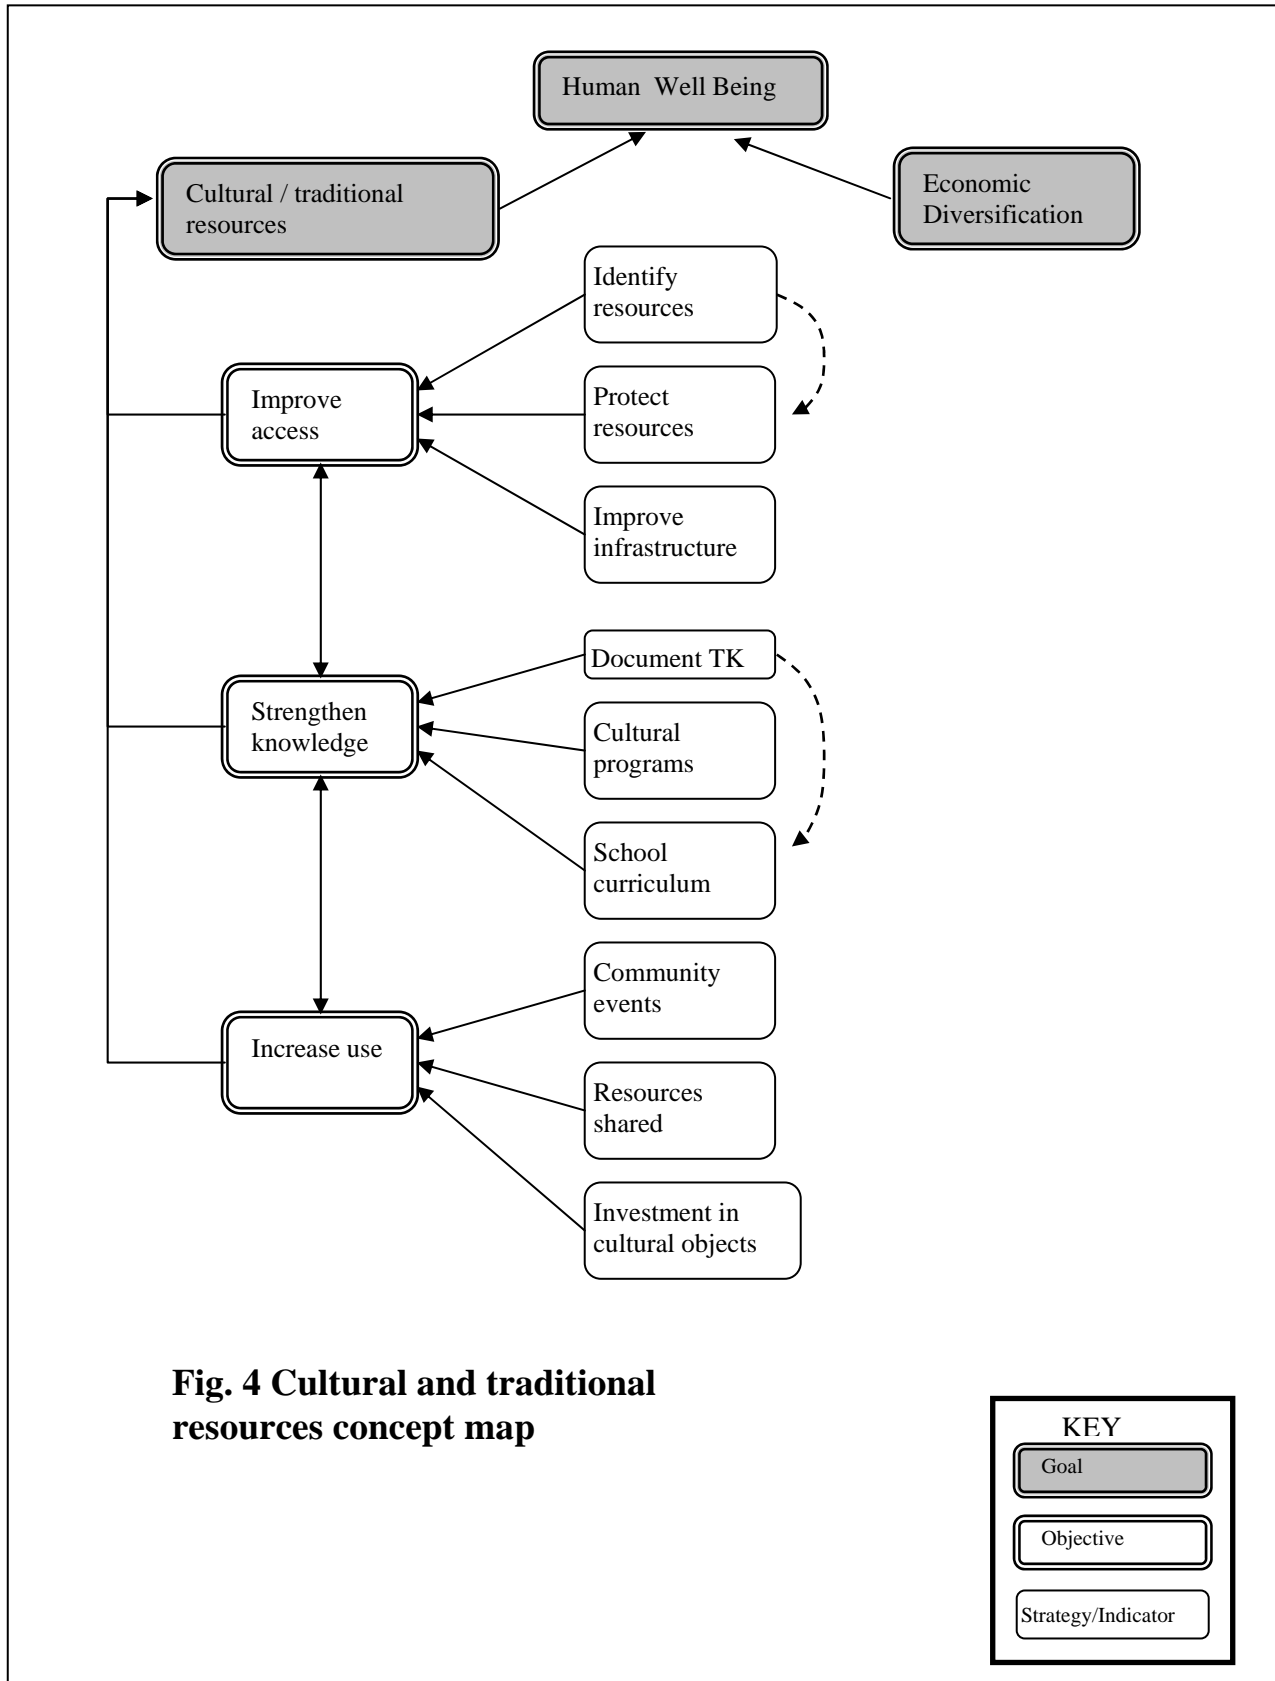 Human Well Being
Cultural / traditional
resources
Economic
Diversification
Identify
resources
Improve
access
Protect
resources
Improve
infrastructure
Document TK
Strengthen
knowledge
Cultural
programs
School
curriculum
Community
events
Increase use
Resources
shared
Investment in
cultural objects
Fig. 4 Cultural and traditional
resources concept map
KEY
Goal
Objective
Strategy/Indicator